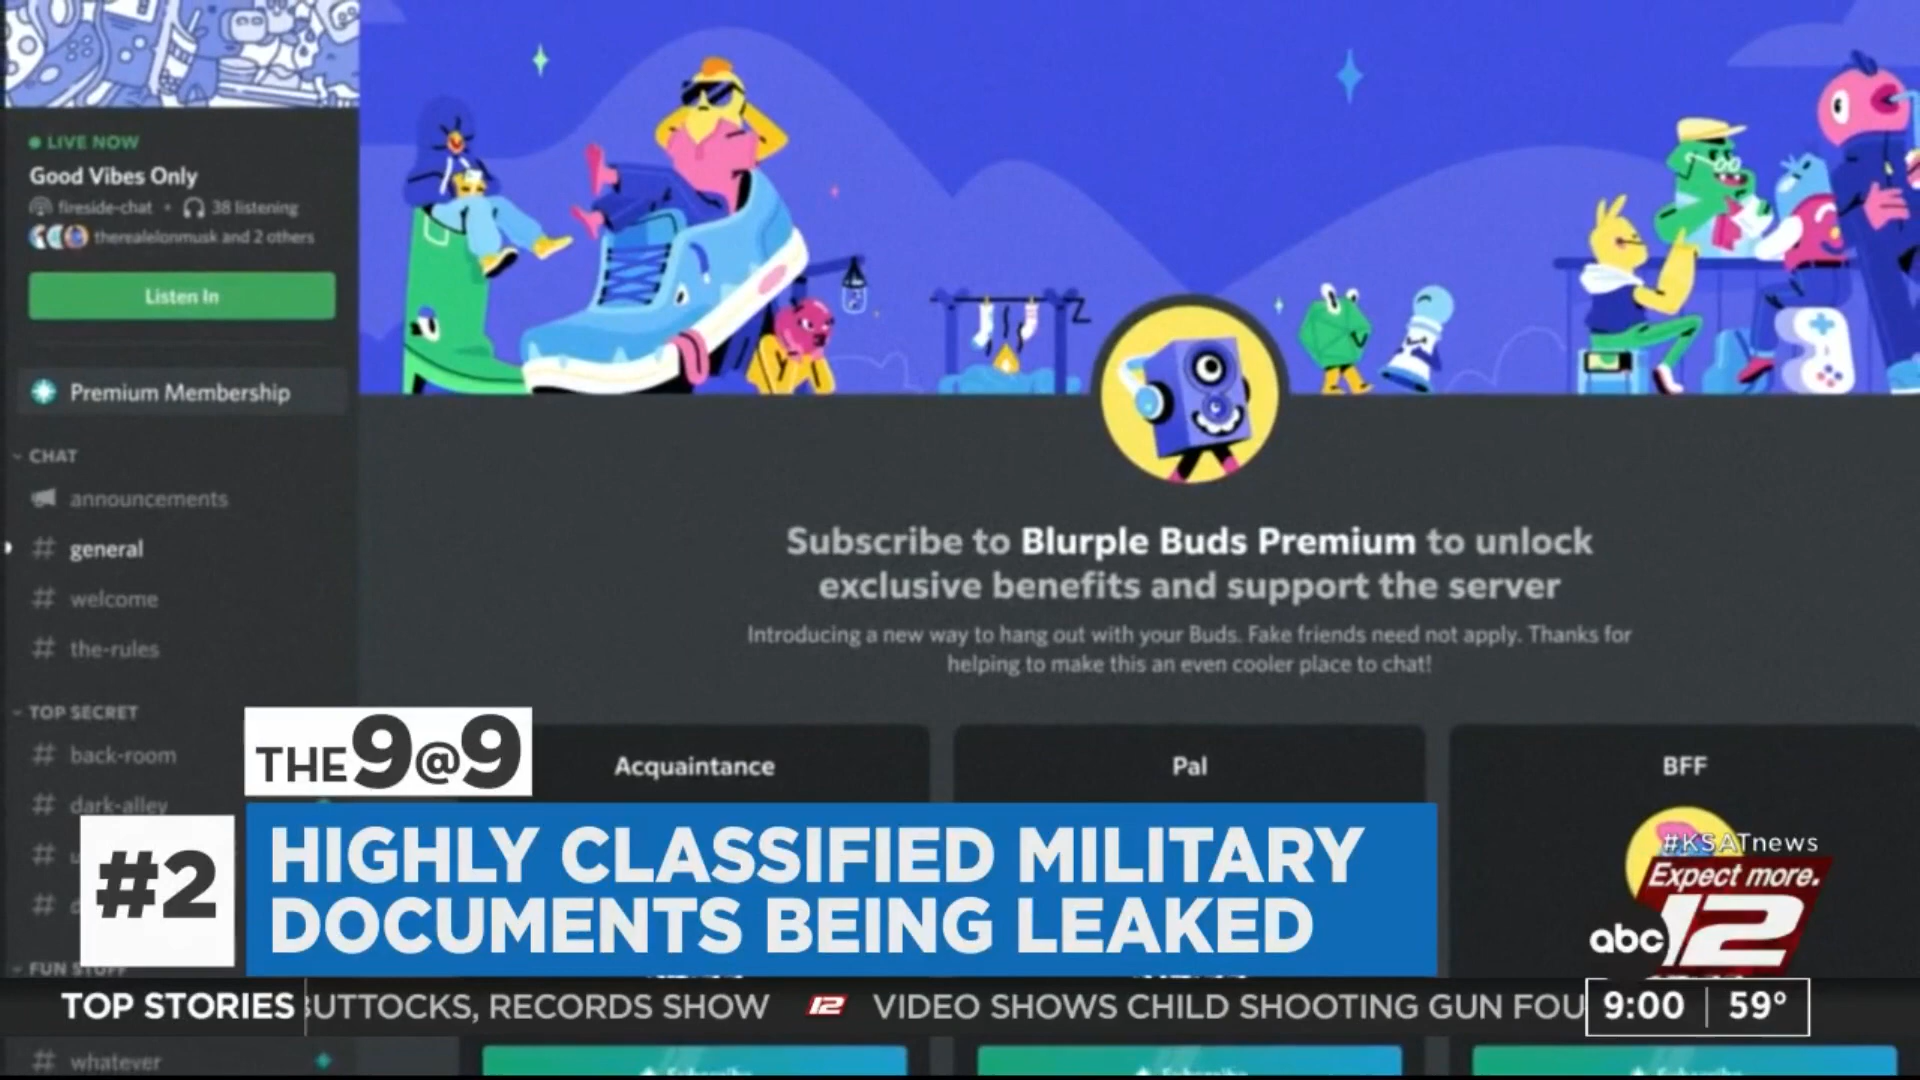 LIVE NOW
Good Vibes Only
fireside-chat • 38 listening
therealelonmusk and 2 others
Listen In
Premium Membership
CHAT
announcements
# general
# welcome
# the-rules
TOP SECRET
# back-room
# dark-alley
#
#
FUN STUFF
# whatever
Subscribe to Blurple Buds Premium to unlock
exclusive benefits and support the server
Introducing a new way to hang out with your Buds. Fake friends need not apply. Thanks for
helping to make this an even cooler place to chat!
Acquaintance
Pal
BFF
Subscribe
Subscribe
Subscribe
THE 9@9
#2
HIGHLY CLASSIFIED MILITARY
DOCUMENTS BEING LEAKED
#KSATnews
Expect more.
abc 12
TOP STORIES
BUTTOCKS, RECORDS SHOW 12 VIDEO SHOWS CHILD SHOOTING GUN FOU
9:00 59°